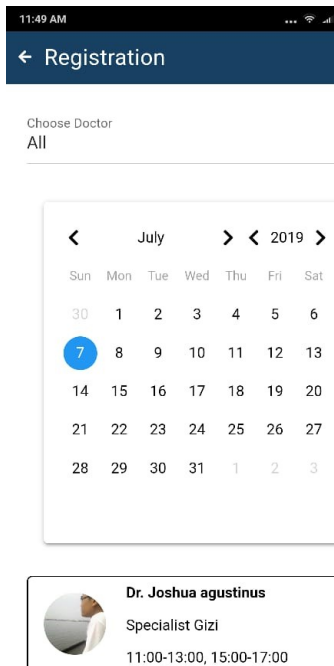 11:49 AM
Registration
Choose Doctor
All
July 2019
Sun Mon Tue Wed Thu Fri Sat
30 1 2 3 4 5 6
7 8 9 10 11 12 13
14 15 16 17 18 19 20
21 22 23 24 25 26 27
28 29 30 31 1 2 3
Dr. Joshua agustinus
Specialist Gizi
11:00-13:00, 15:00-17:00